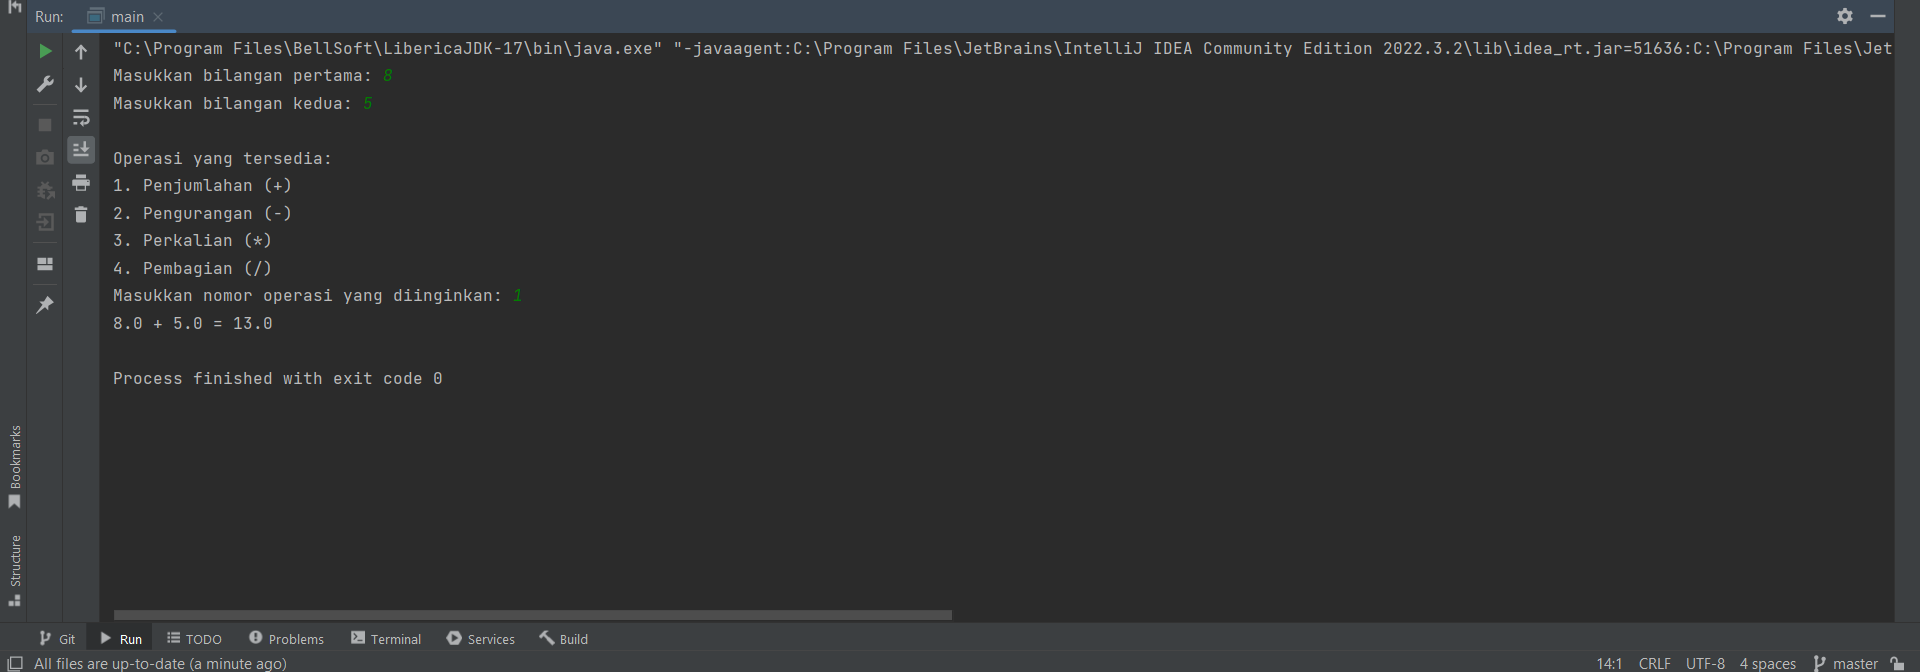 Run: main
"C:\Program Files\BellSoft\LibericaJDK-17\bin\java.exe" "-javaagent:C:\Program Files\JetBrains\IntelliJ IDEA Community Edition 2022.3.2\lib\idea_rt.jar=51636:C:\Program Files\Jet
Masukkan bilangan pertama: 8
Masukkan bilangan kedua: 5
Operasi yang tersedia:
1. Penjumlahan (+)
2. Pengurangan (-)
3. Perkalian (*)
4. Pembagian (/)
Masukkan nomor operasi yang diinginkan: 1
8.0 + 5.0 = 13.0
Process finished with exit code 0
Bookmarks
Structure
Git Run TODO Problems Terminal Services Build
All files are up-to-date (a minute ago) 14:1 CRLF UTF-8 4 spaces master